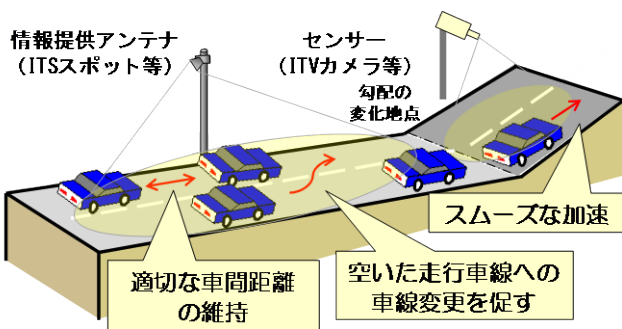 情報提供アンテナ
（ITSスポット等）
センサー
（ITVカメラ等）
勾配の
変化地点
スムーズな加速
適切な車間距離
の維持
空いた走行車線への
車線変更を促す